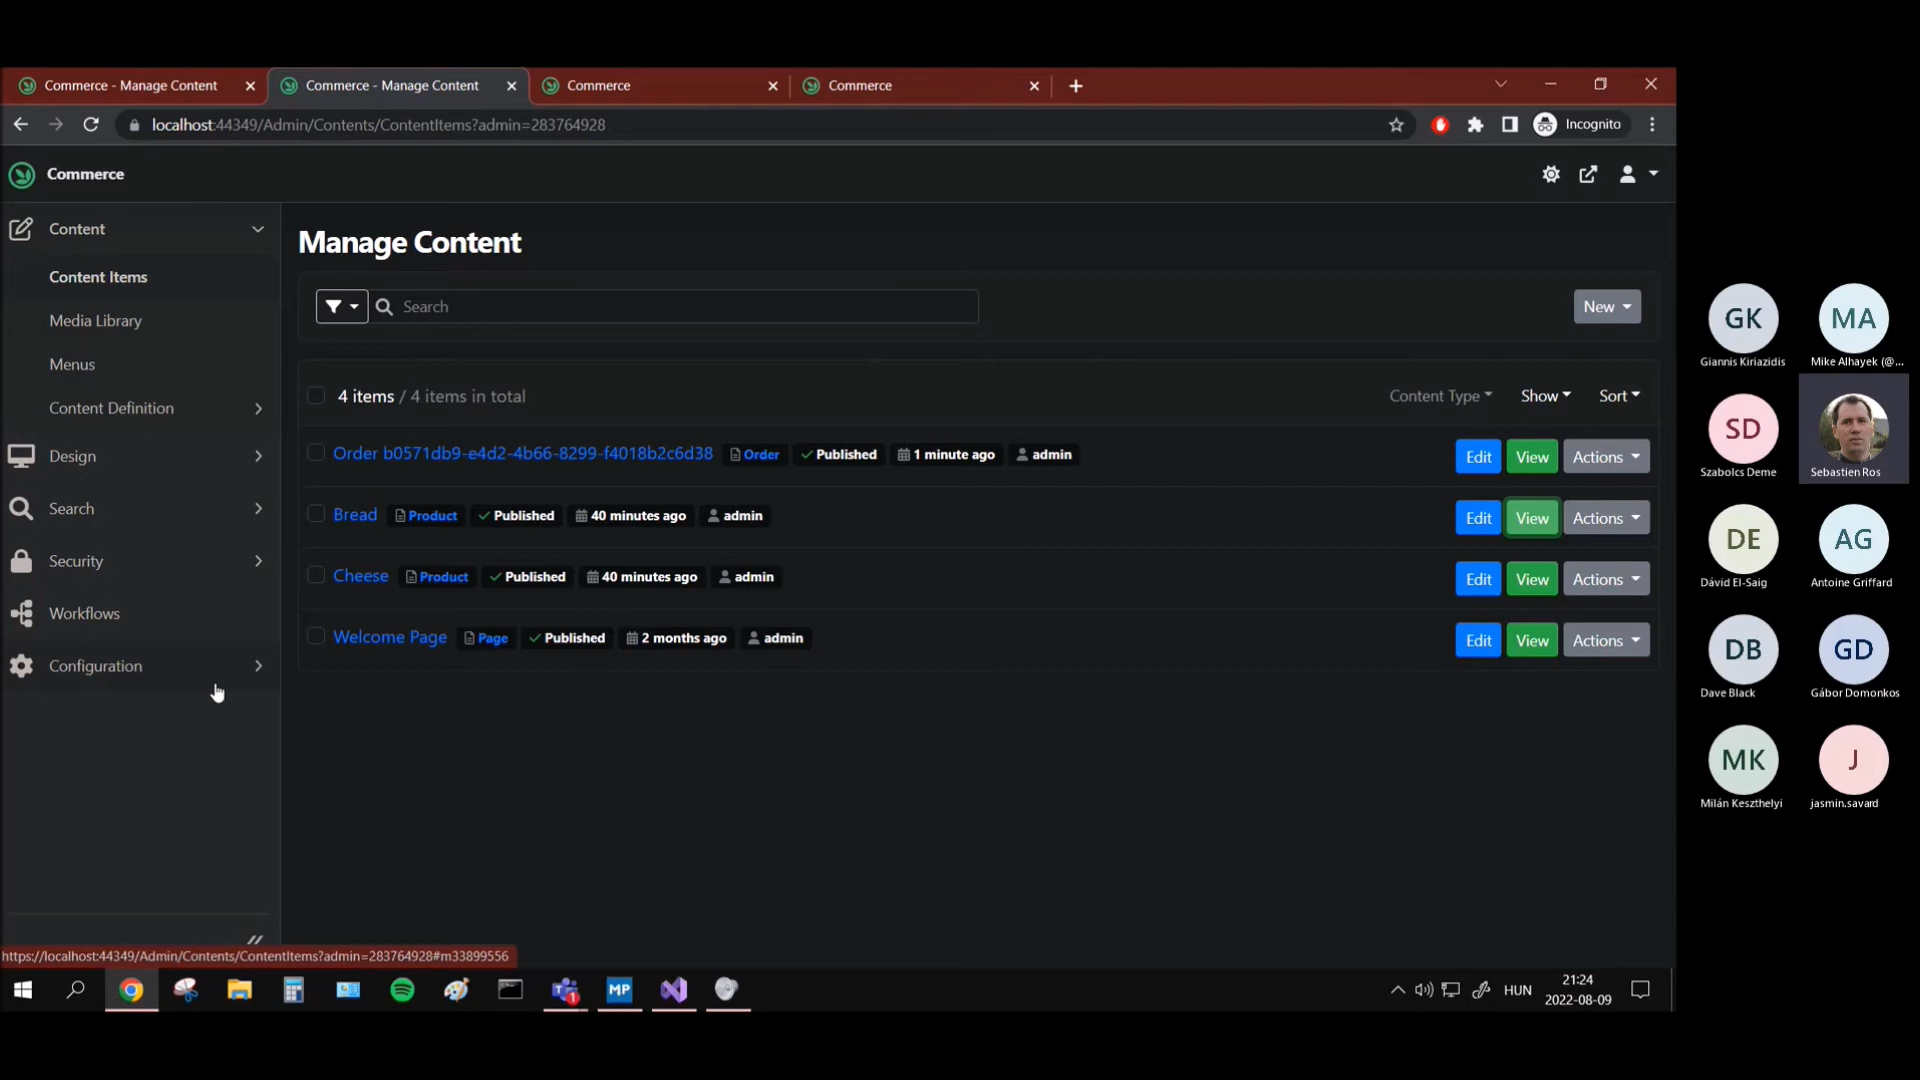 Commerce - Manage Content
Commerce - Manage Content
Commerce
Commerce
localhost:44349/Admin/Contents/ContentItems?admin=283764928
Incognito
Commerce
Content
Content Items
Media Library
Menus
Content Definition
Design
Search
Security
Workflows
Configuration
Manage Content
Search
New
4 items / 4 items in total
Content Type
Show
Sort
Order b0571db9-e4d2-4b66-8299-f4018b2c6d38 Order Published 1 minute ago admin
Edit View Actions
Bread Product Published 40 minutes ago admin
Edit View Actions
Cheese Product Published 40 minutes ago admin
Edit View Actions
Welcome Page Page Published 2 months ago admin
Edit View Actions
https://localhost:44349/Admin/Contents/ContentItems?admin=283764928#m33899556
T 1
MP
HUN
21:24
2022-08-09
GK
Giannis Kiriazidis
MA
Mike Alhayek (@...
SD
Szabolcs Deme
Sebastien Ros
DE
Dávid El-Saig
AG
Antoine Griffard
DB
Dave Black
GD
Gábor Domonkos
MK
Milán Keszthelyi
J
jasmin.savard